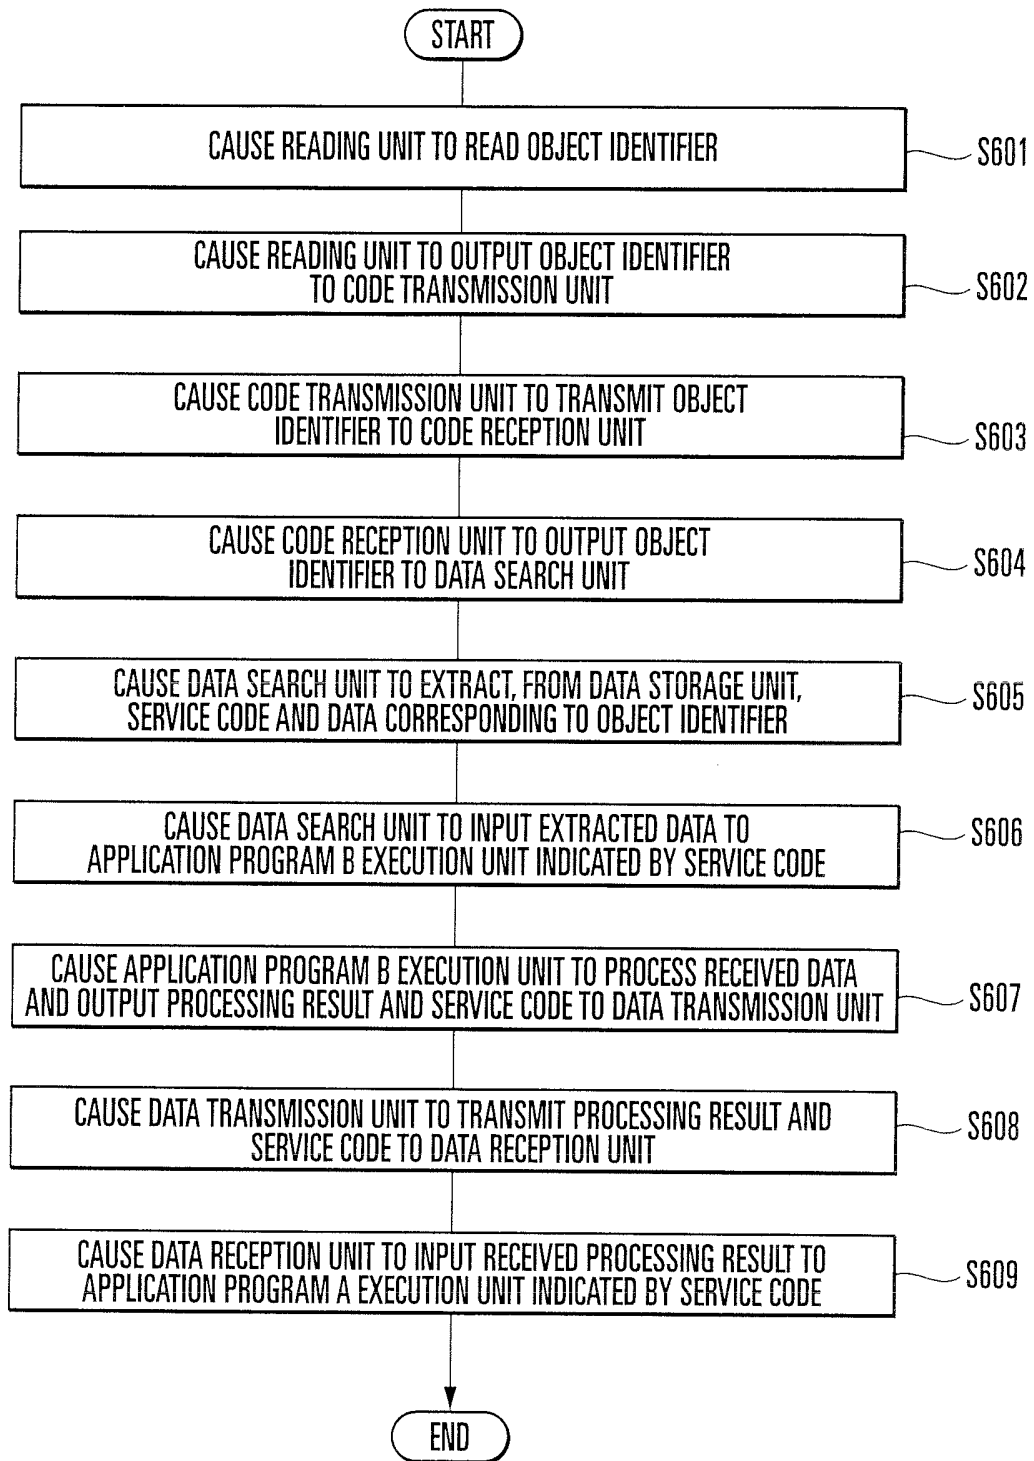 START
CAUSE READING UNIT TO READ OBJECT IDENTIFIER
S601
CAUSE READING UNIT TO OUTPUT OBJECT IDENTIFIER
TO CODE TRANSMISSION UNIT
S602
CAUSE CODE TRANSMISSION UNIT TO TRANSMIT OBJECT
IDENTIFIER TO CODE RECEPTION UNIT
S603
CAUSE CODE RECEPTION UNIT TO OUTPUT OBJECT
IDENTIFIER TO DATA SEARCH UNIT
S604
CAUSE DATA SEARCH UNIT TO EXTRACT, FROM DATA STORAGE UNIT,
SERVICE CODE AND DATA CORRESPONDING TO OBJECT IDENTIFIER
S605
CAUSE DATA SEARCH UNIT TO INPUT EXTRACTED DATA TO
APPLICATION PROGRAM B EXECUTION UNIT INDICATED BY SERVICE CODE
S606
CAUSE APPLICATION PROGRAM B EXECUTION UNIT TO PROCESS RECEIVED DATA
AND OUTPUT PROCESSING RESULT AND SERVICE CODE TO DATA TRANSMISSION UNIT
S607
CAUSE DATA TRANSMISSION UNIT TO TRANSMIT PROCESSING RESULT AND
SERVICE CODE TO DATA RECEPTION UNIT
S608
CAUSE DATA RECEPTION UNIT TO INPUT RECEIVED PROCESSING RESULT TO
APPLICATION PROGRAM A EXECUTION UNIT INDICATED BY SERVICE CODE
S609
END